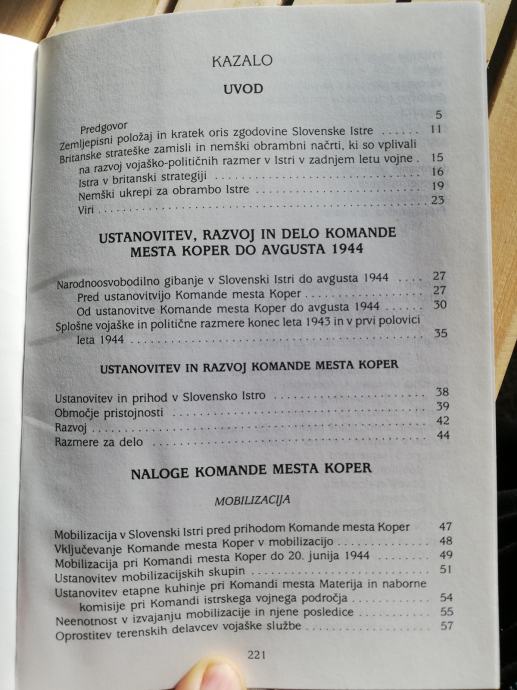 KAZALO
UVOD
Predgovor 5
Zemljepisni položaj in kratek oris zgodovine Slovenske Istre ...... 11
Britanske strateške zamisli in nemški obrambni načrti, ki so vplivali
na razvoj vojaško-političnih razmer v Istri v zadnjem letu vojne . 15
Istra v britanski strategiji ............................ 16
Nemški ukrepi za obrambo Istre ...................... 19
Viri ................................................ 23
USTANOVITEV, RAZVOJ IN DELO KOMANDE
MESTA KOPER DO AVGUSTA 1944
Narodnoosvobodilno gibanje v Slovenski Istri do avgusta 1944 .... 27
Pred ustanovitvijo Komande mesta Koper ................ 27
Od ustanovitve Komande mesta Koper do avgusta 1944 ...... 30
Splošne vojaške in politične razmere konec leta 1943 in v prvi polovici
leta 1944 .......................................... 35
USTANOVITEV IN RAZVOJ KOMANDE MESTA KOPER
Ustanovitev in prihod v Slovensko Istro ...................... 38
Območje pristojnosti .................................. 39
Razvoj .............................................. 42
Razmere za delo ...................................... 44
NALOGE KOMANDE MESTA KOPER
MOBILIZACIJA
Mobilizacija v Slovenski Istri pred prihodom Komande mesta Koper 47
Vključevanje Komande mesta Koper v mobilizacijo ............ 48
Mobilizacija pri Komandi mesta Koper do 20. junija 1944 ........ 49
Ustanovitev mobilizacijskih skupin ........................ 51
Ustanovitev etapne kuhinje pri Komandi mesta Materija in naborne
komisije pri Komandi istrskega vojnega področja ............ 54
Neenotnost v izvajanju mobilizacije in njene posledice .......... 55
Oprostitev terenskih delavcev vojaške službe ................ 57
221